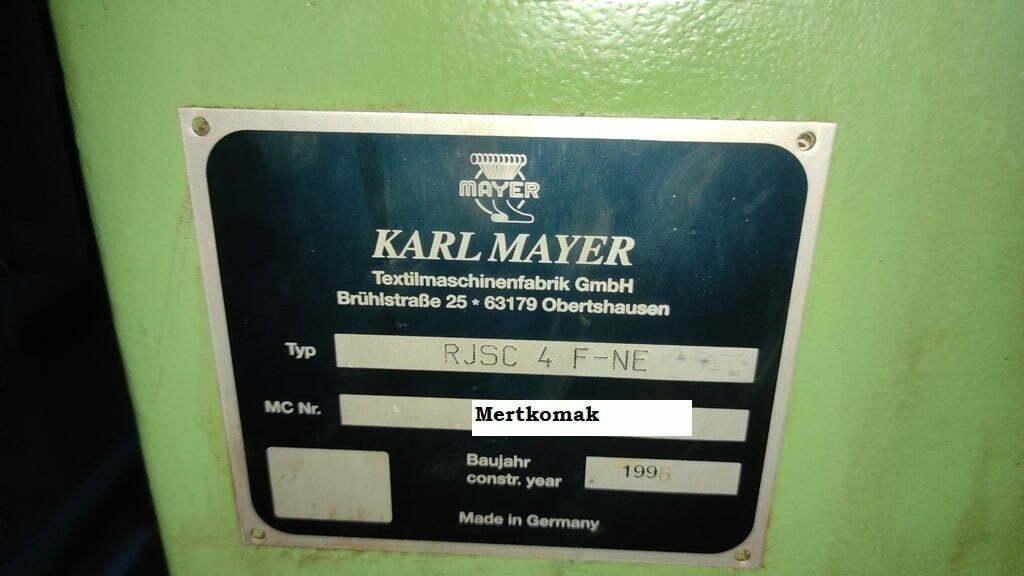 MAYER
KARL MAYER
Textilmaschinenfabrik GmbH
Brühlstraße 25 * 63179 Obertshausen
Typ RJSC 4 F-NE
MC Nr. Mertkomak
Baujahr
constr. year 1996
Made in Germany